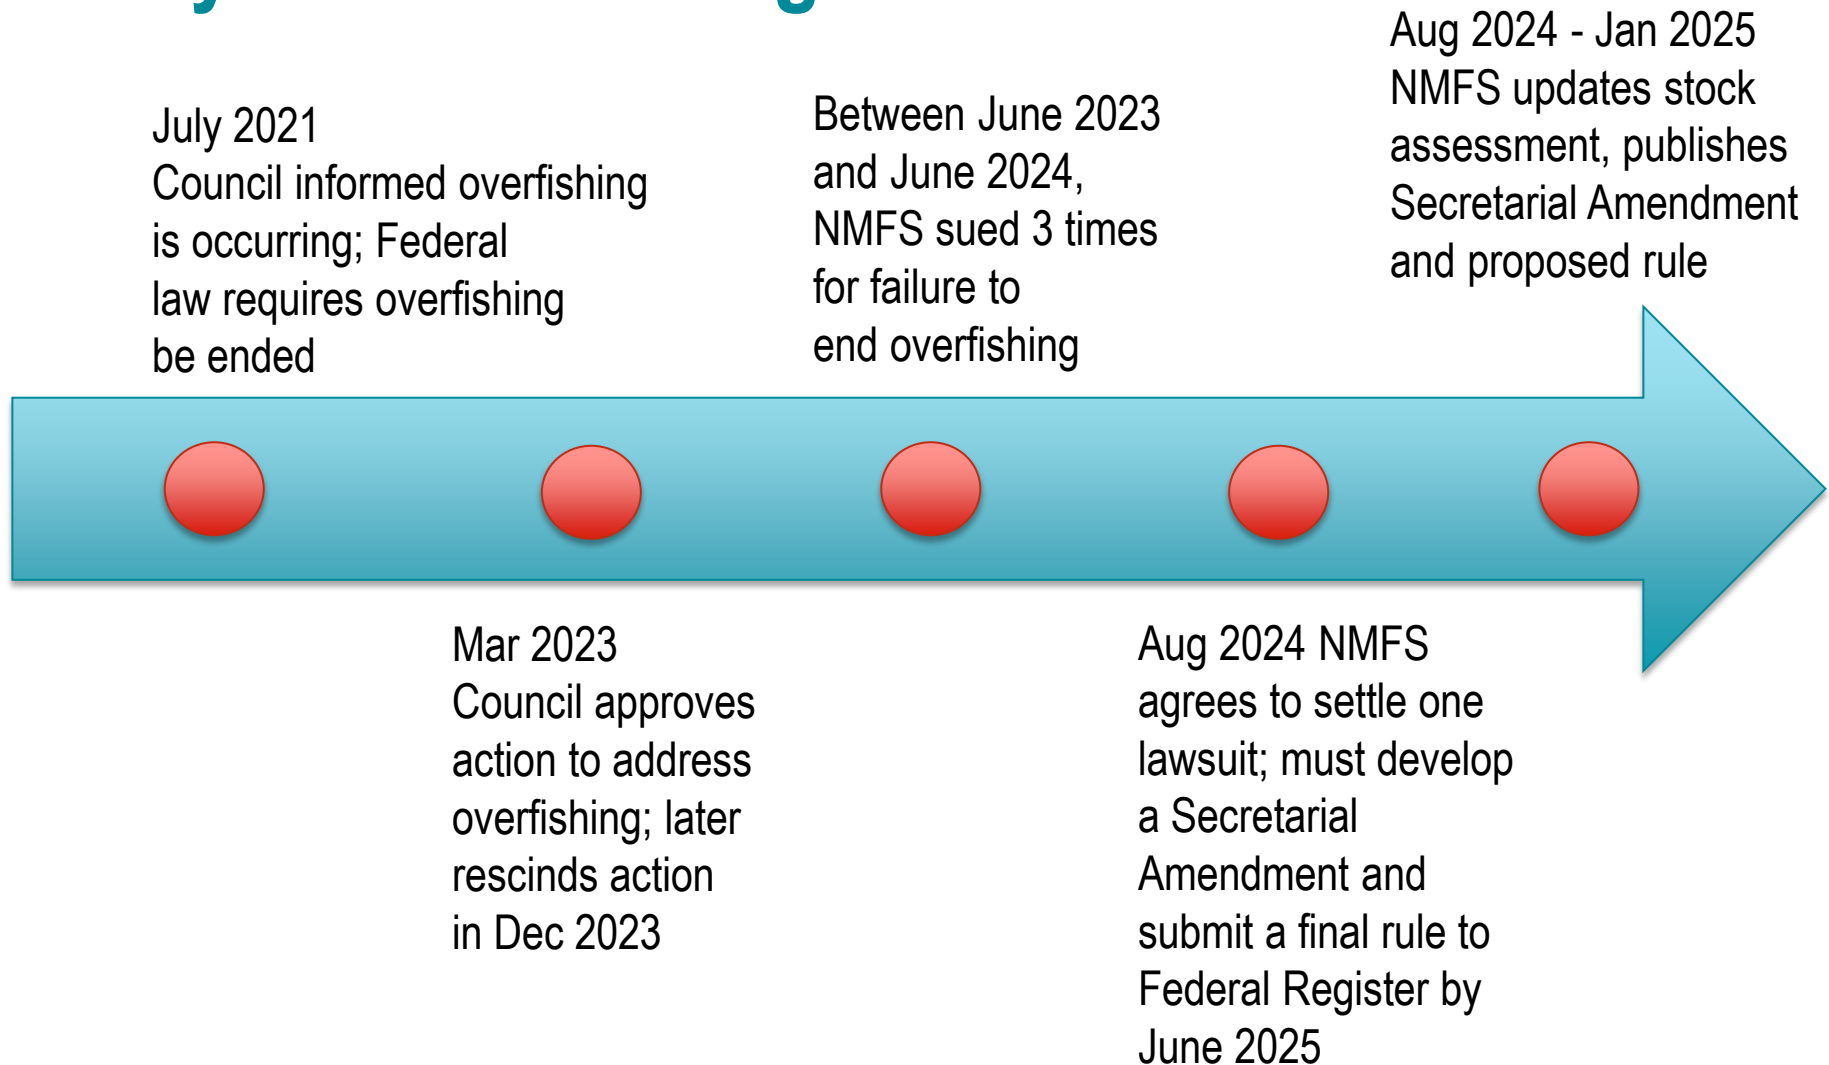 July 2021
Council informed overfishing
is occurring; Federal
law requires overfishing
be ended
Mar 2023
Council approves
action to address
overfishing; later
rescinds action
in Dec 2023
Between June 2023
and June 2024,
NMFS sued 3 times
for failure to
end overfishing
Aug 2024 NMFS
agrees to settle one
lawsuit; must develop
a Secretarial
Amendment and
submit a final rule to
Federal Register by
June 2025
Aug 2024 - Jan 2025
NMFS updates stock
assessment, publishes
Secretarial Amendment
and proposed rule